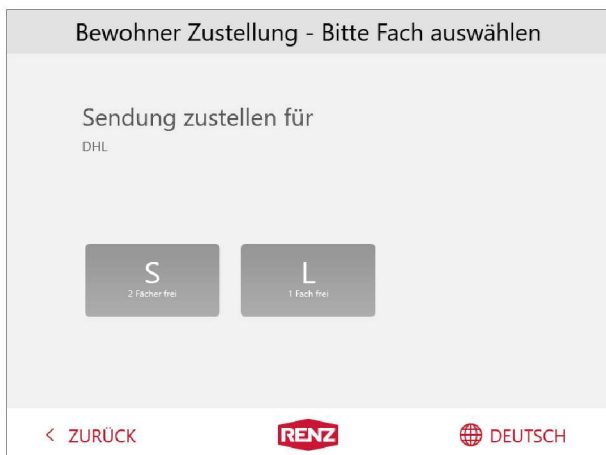 Bewohner Zustellung - Bitte Fach auswählen
Sendung zustellen für
DHL
S
2 Fächer frei
L
1 Fach frei
< ZURÜCK
RENZ
DEUTSCH